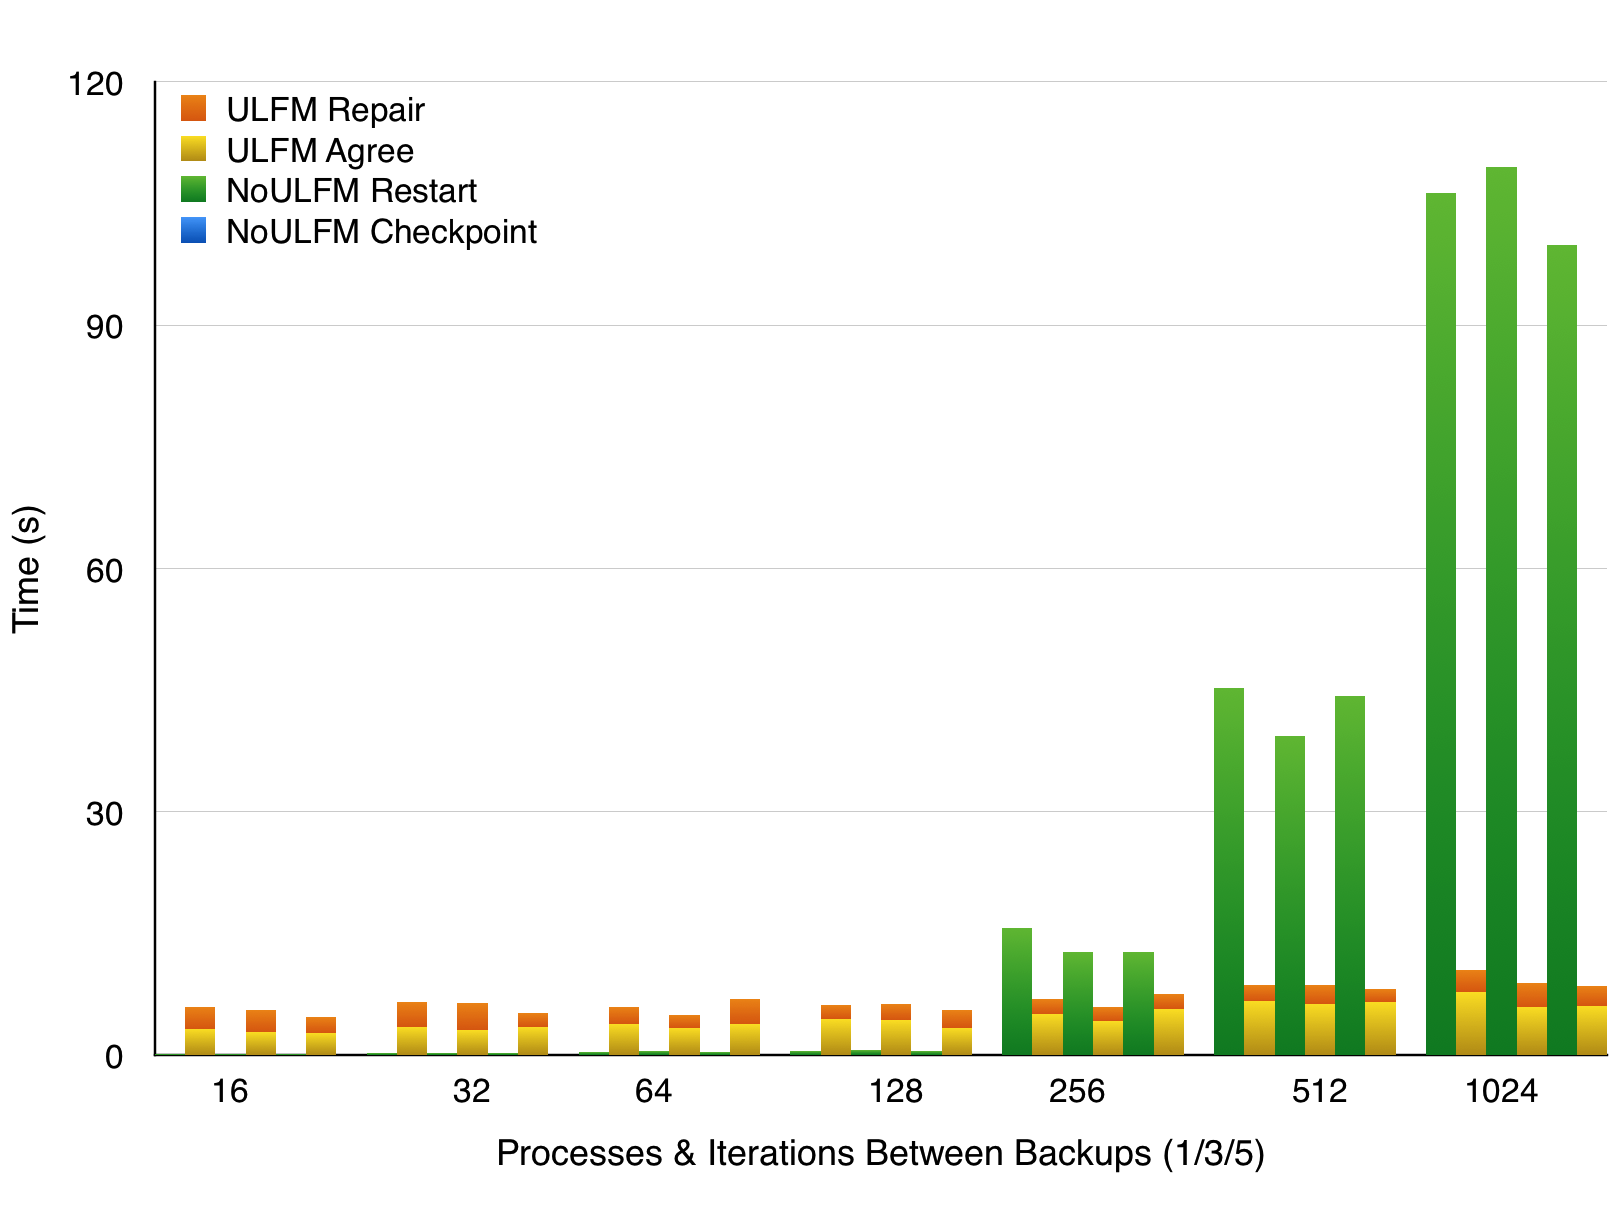 120
ULFM Repair
ULFM Agree
NoULFM Restart
NoULFM Checkpoint
90
60
Time (s)
30
0
16 32 64 128 256 512 1024
Processes & Iterations Between Backups (1/3/5)